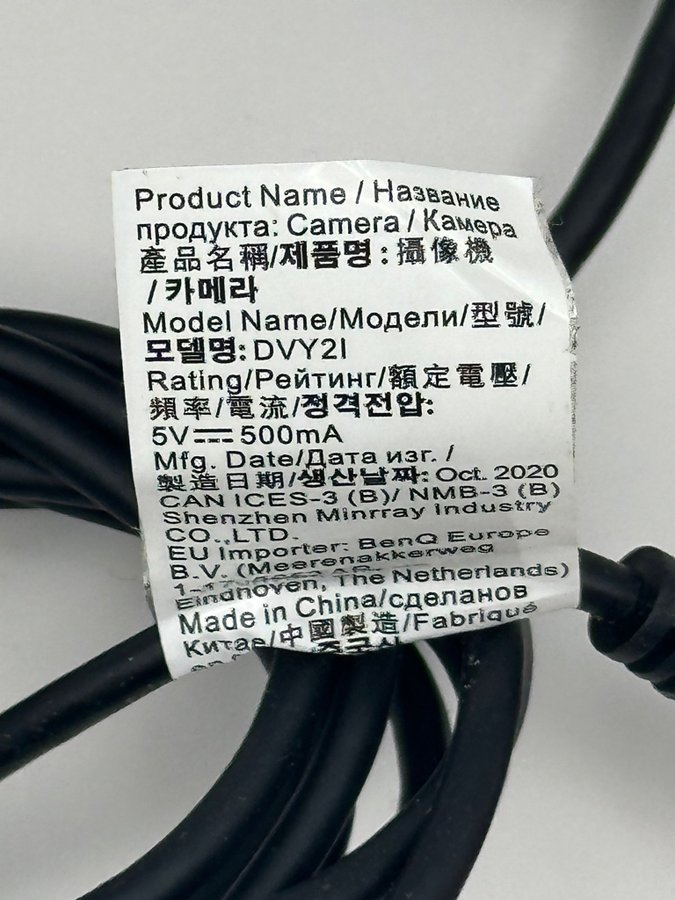 Product Name / Название
продукта: Camera / Камера
產品名稱/제품명 : 攝像機
/ 카메라
Model Name/Модели/型號/
모델명: DVY2I
Rating/Рейтинг/額定電壓/
頻率/電流/정격전압:
5V⎓500mA
Mfg. Date/Дата изг. /
製造日期/생산날짜: Oct. 2020
CAN ICES-3 (B)/ NMB-3 (B)
Shenzhen Minrray Industry
CO.,LTD.
EU Importer: BenQ Europe
B.V. (Meerenakkerweg
Eindhoven, The Netherlands)
Made in China/сделанов
Китае/中國製造/Fabriqué